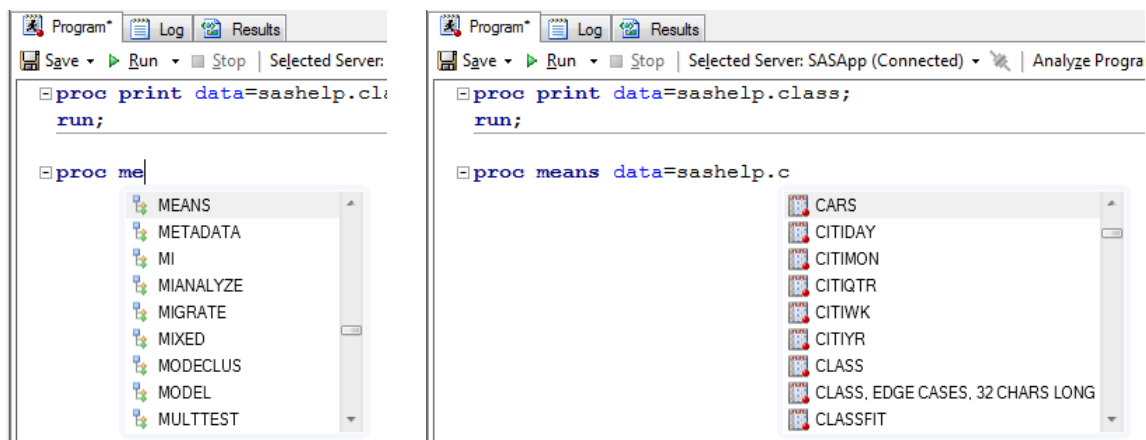 Program* Log Results
Save Run Stop Selected Server:
proc print data=sashelp.cla
run;
proc me
MEANS
METADATA
MI
MIANALYZE
MIGRATE
MIXED
MODECLUS
MODEL
MULTTEST
Program* Log Results
Save Run Stop Selected Server: SASApp (Connected) Analyze Progra
proc print data=sashelp.class;
run;
proc means data=sashelp.c
CARS
CITIDAY
CITIMON
CITIQTR
CITIWK
CITIYR
CLASS
CLASS, EDGE CASES, 32 CHARS LONG
CLASSFIT